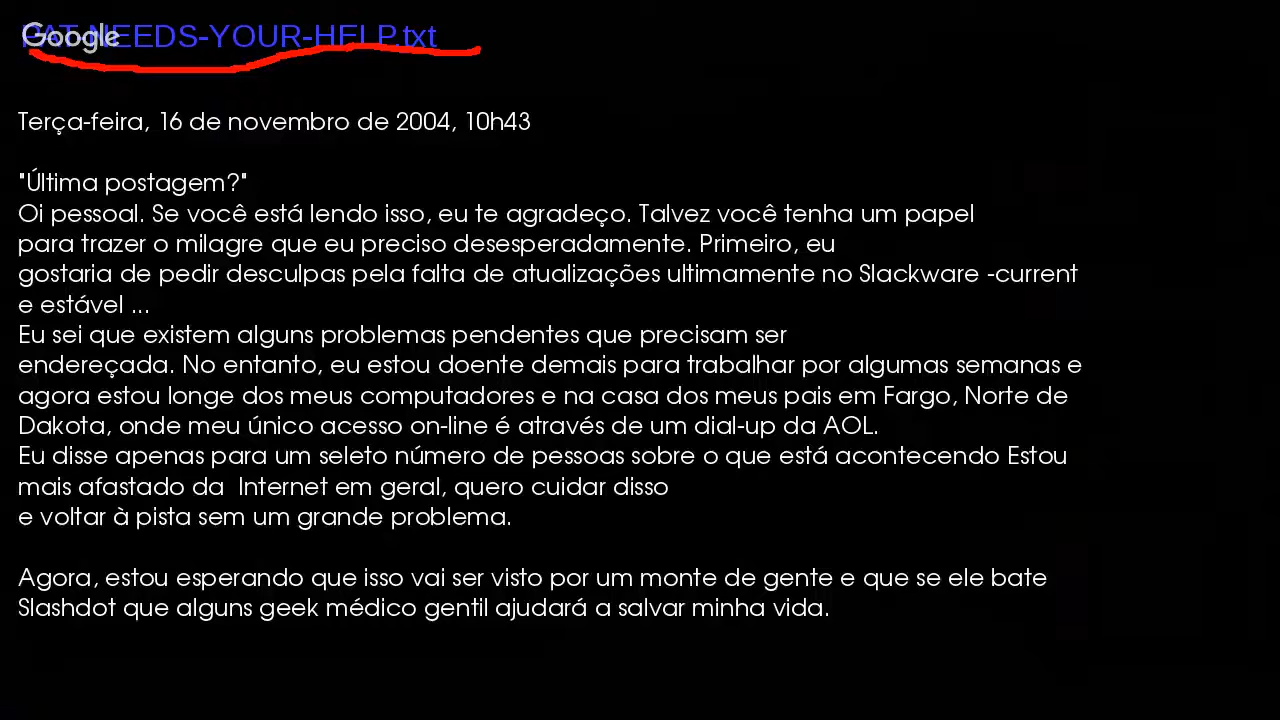 Google
PAT-NEEDS-YOUR-HELP.txt
Terça-feira, 16 de novembro de 2004, 10h43
"Última postagem?"
Oi pessoal. Se você está lendo isso, eu te agradeço. Talvez você tenha um papel
para trazer o milagre que eu preciso desesperadamente. Primeiro, eu
gostaria de pedir desculpas pela falta de atualizações ultimamente no Slackware -current
e estável ...
Eu sei que existem alguns problemas pendentes que precisam ser
endereçada. No entanto, eu estou doente demais para trabalhar por algumas semanas e
agora estou longe dos meus computadores e na casa dos meus pais em Fargo, Norte de
Dakota, onde meu único acesso on-line é através de um dial-up da AOL.
Eu disse apenas para um seleto número de pessoas sobre o que está acontecendo Estou
mais afastado da  Internet em geral, quero cuidar disso
e voltar à pista sem um grande problema.
Agora, estou esperando que isso vai ser visto por um monte de gente e que se ele bate
Slashdot que alguns geek médico gentil ajudará a salvar minha vida.